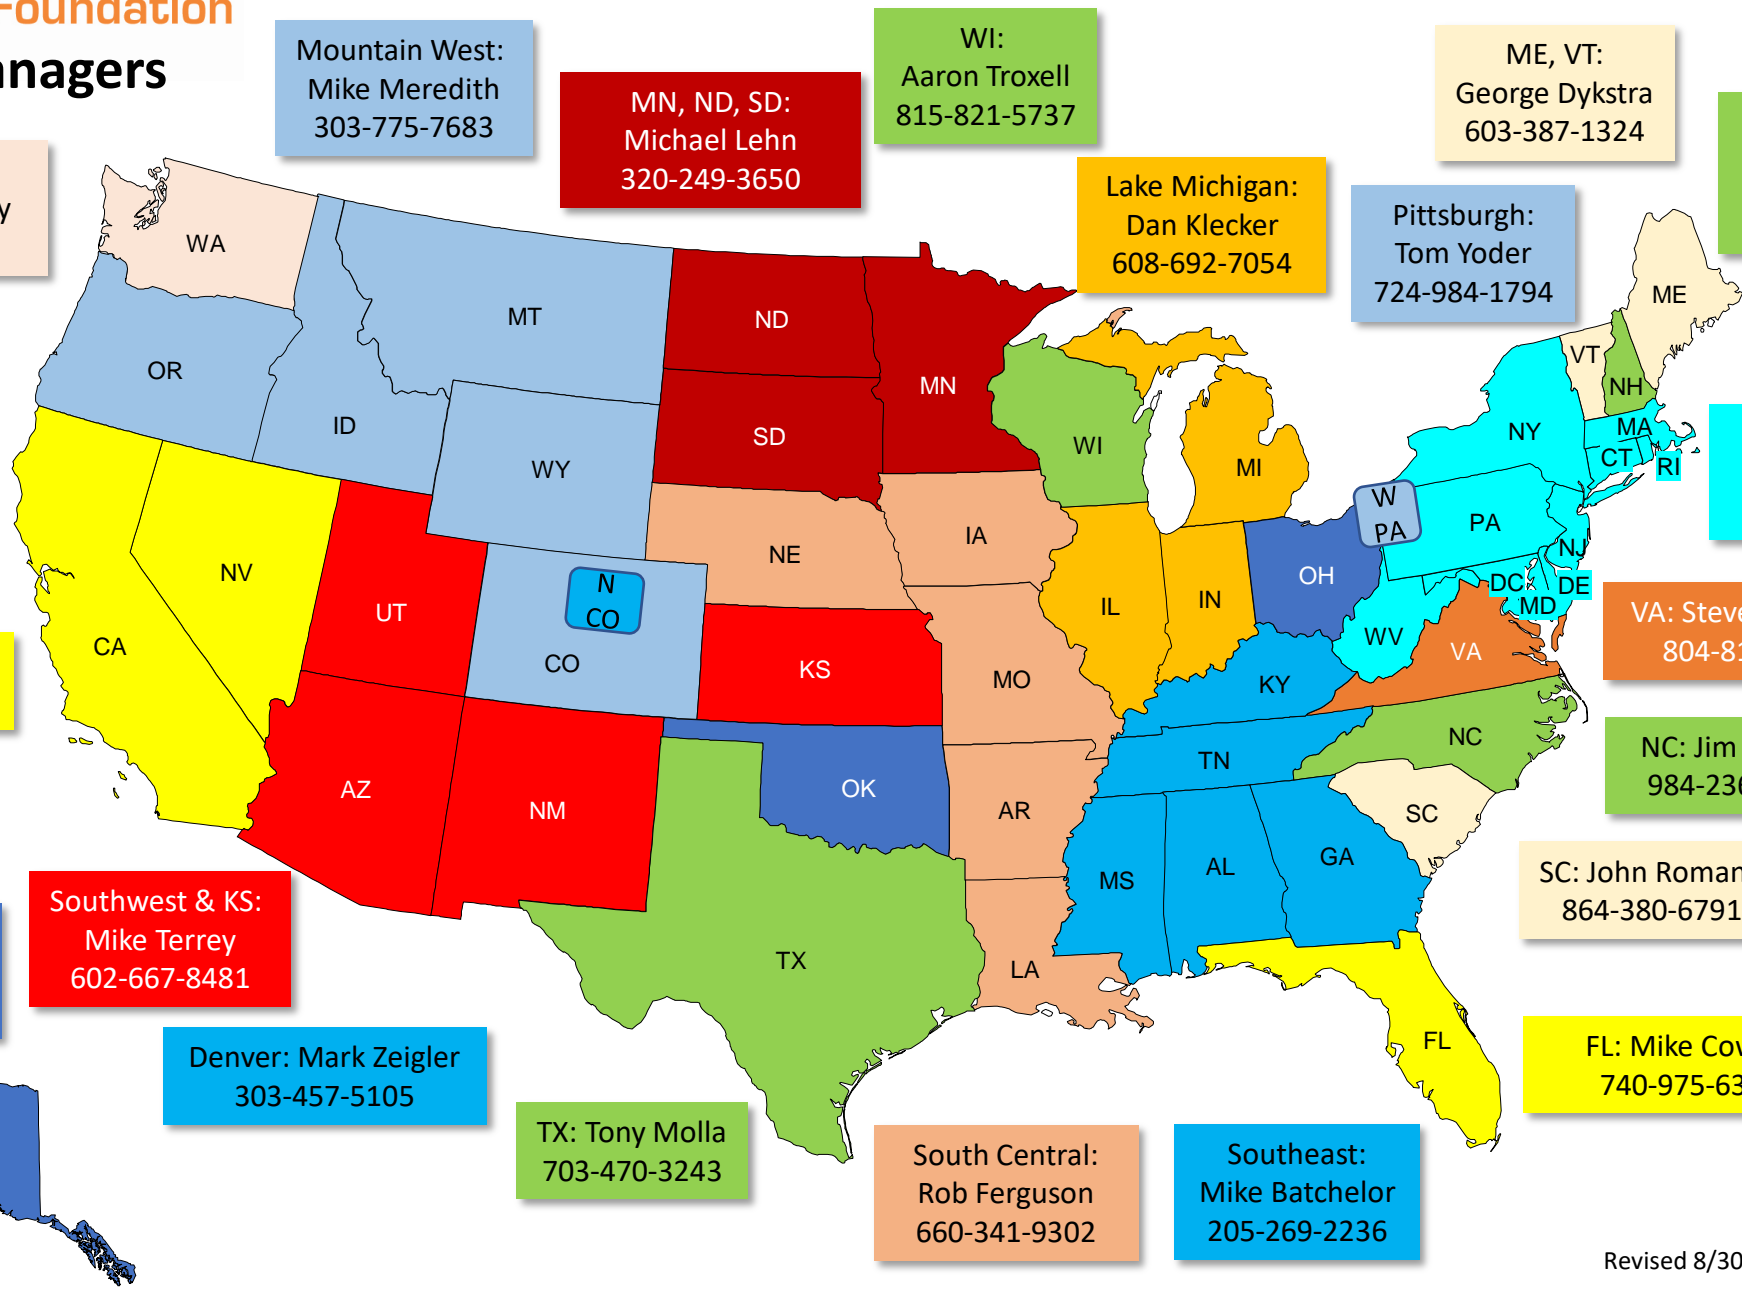 Foundation
anagers
Mountain West:
Mike Meredith
303-775-7683
MN, ND, SD:
Michael Lehn
320-249-3650
WI:
Aaron Troxell
815-821-5737
ME, VT:
George Dykstra
603-387-1324
Lake Michigan:
Dan Klecker
608-692-7054
Pittsburgh:
Tom Yoder
724-984-1794
y
WA
MT
ND
ME
OR
MN
VT
NH
ID
SD
WI
NY
MA
WY
MI
CT
RI
W
PA
PA
NE
IA
NJ
NV
N
CO
OH
DC
DE
UT
IL
IN
MD
CA
CO
KS
MO
KY
WV
VA
VA: Steve
804-81
AZ
NM
OK
AR
TN
NC
NC: Jim
984-236
SC
MS
AL
GA
SC: John Roman
864-380-6791
Southwest & KS:
Mike Terrey
602-667-8481
TX
LA
FL
FL: Mike Cov
740-975-63
Denver: Mark Zeigler
303-457-5105
TX: Tony Molla
703-470-3243
South Central:
Rob Ferguson
660-341-9302
Southeast:
Mike Batchelor
205-269-2236
Revised 8/30